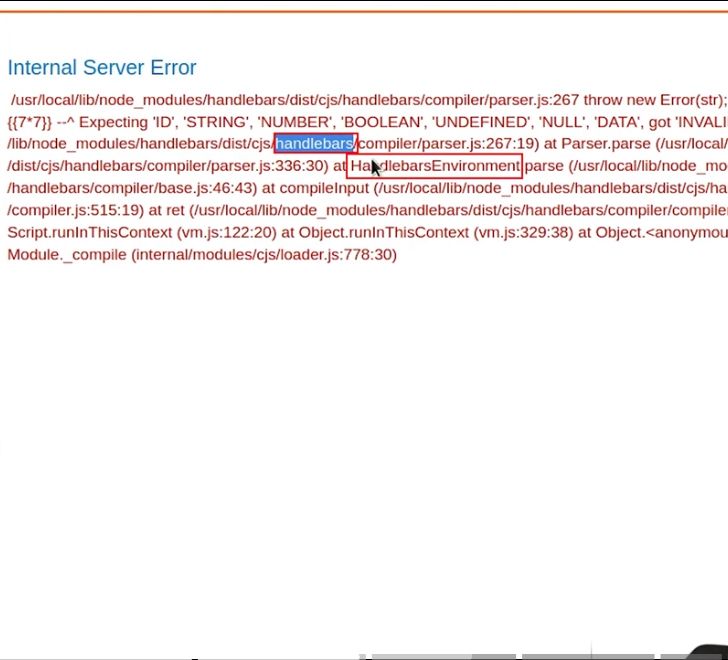 Internal Server Error
/usr/local/lib/node_modules/handlebars/dist/cjs/handlebars/compiler/parser.js:267 throw new Error(str);
{{7*7}} --^ Expecting 'ID', 'STRING', 'NUMBER', 'BOOLEAN', 'UNDEFINED', 'NULL', 'DATA', got 'INVALI
/lib/node_modules/handlebars/dist/cjs/handlebars/compiler/parser.js:267:19) at Parser.parse (/usr/local/
/dist/cjs/handlebars/compiler/parser.js:336:30) at HandlebarsEnvironment.parse (/usr/local/lib/node_mo
/handlebars/compiler/base.js:46:43) at compileInput (/usr/local/lib/node_modules/handlebars/dist/cjs/ha
/compiler.js:515:19) at ret (/usr/local/lib/node_modules/handlebars/dist/cjs/handlebars/compiler/compile
Script.runInThisContext (vm.js:122:20) at Object.runInThisContext (vm.js:329:38) at Object.<anonymou
Module._compile (internal/modules/cjs/loader.js:778:30)